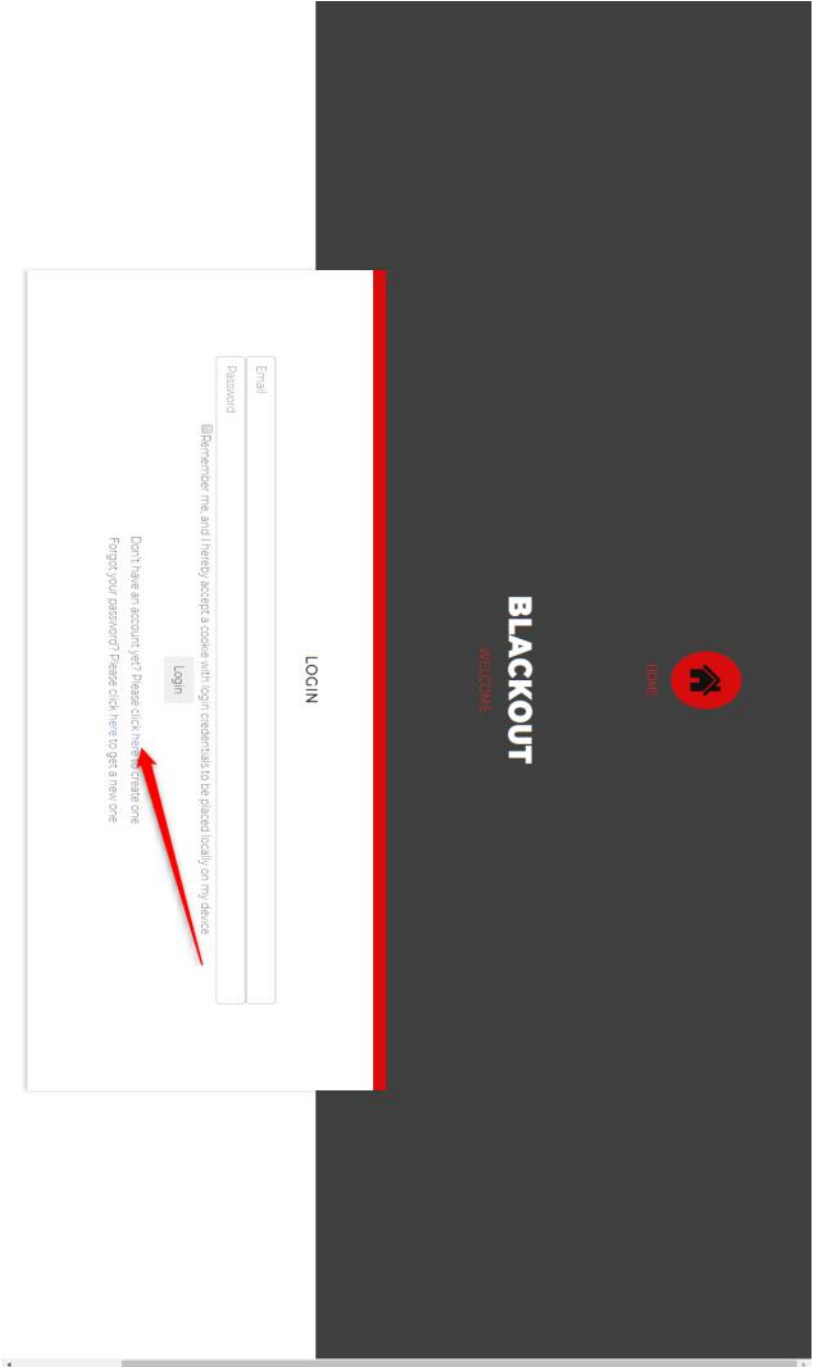 HOME
BLACKOUT
WELCOME
LOGIN
Email
Password
Remember me, and I hereby accept a cookie with login credentials to be placed locally on my device
Login
Don't have an account yet? Please click here to create one
Forgot your password? Please click here to get a new one